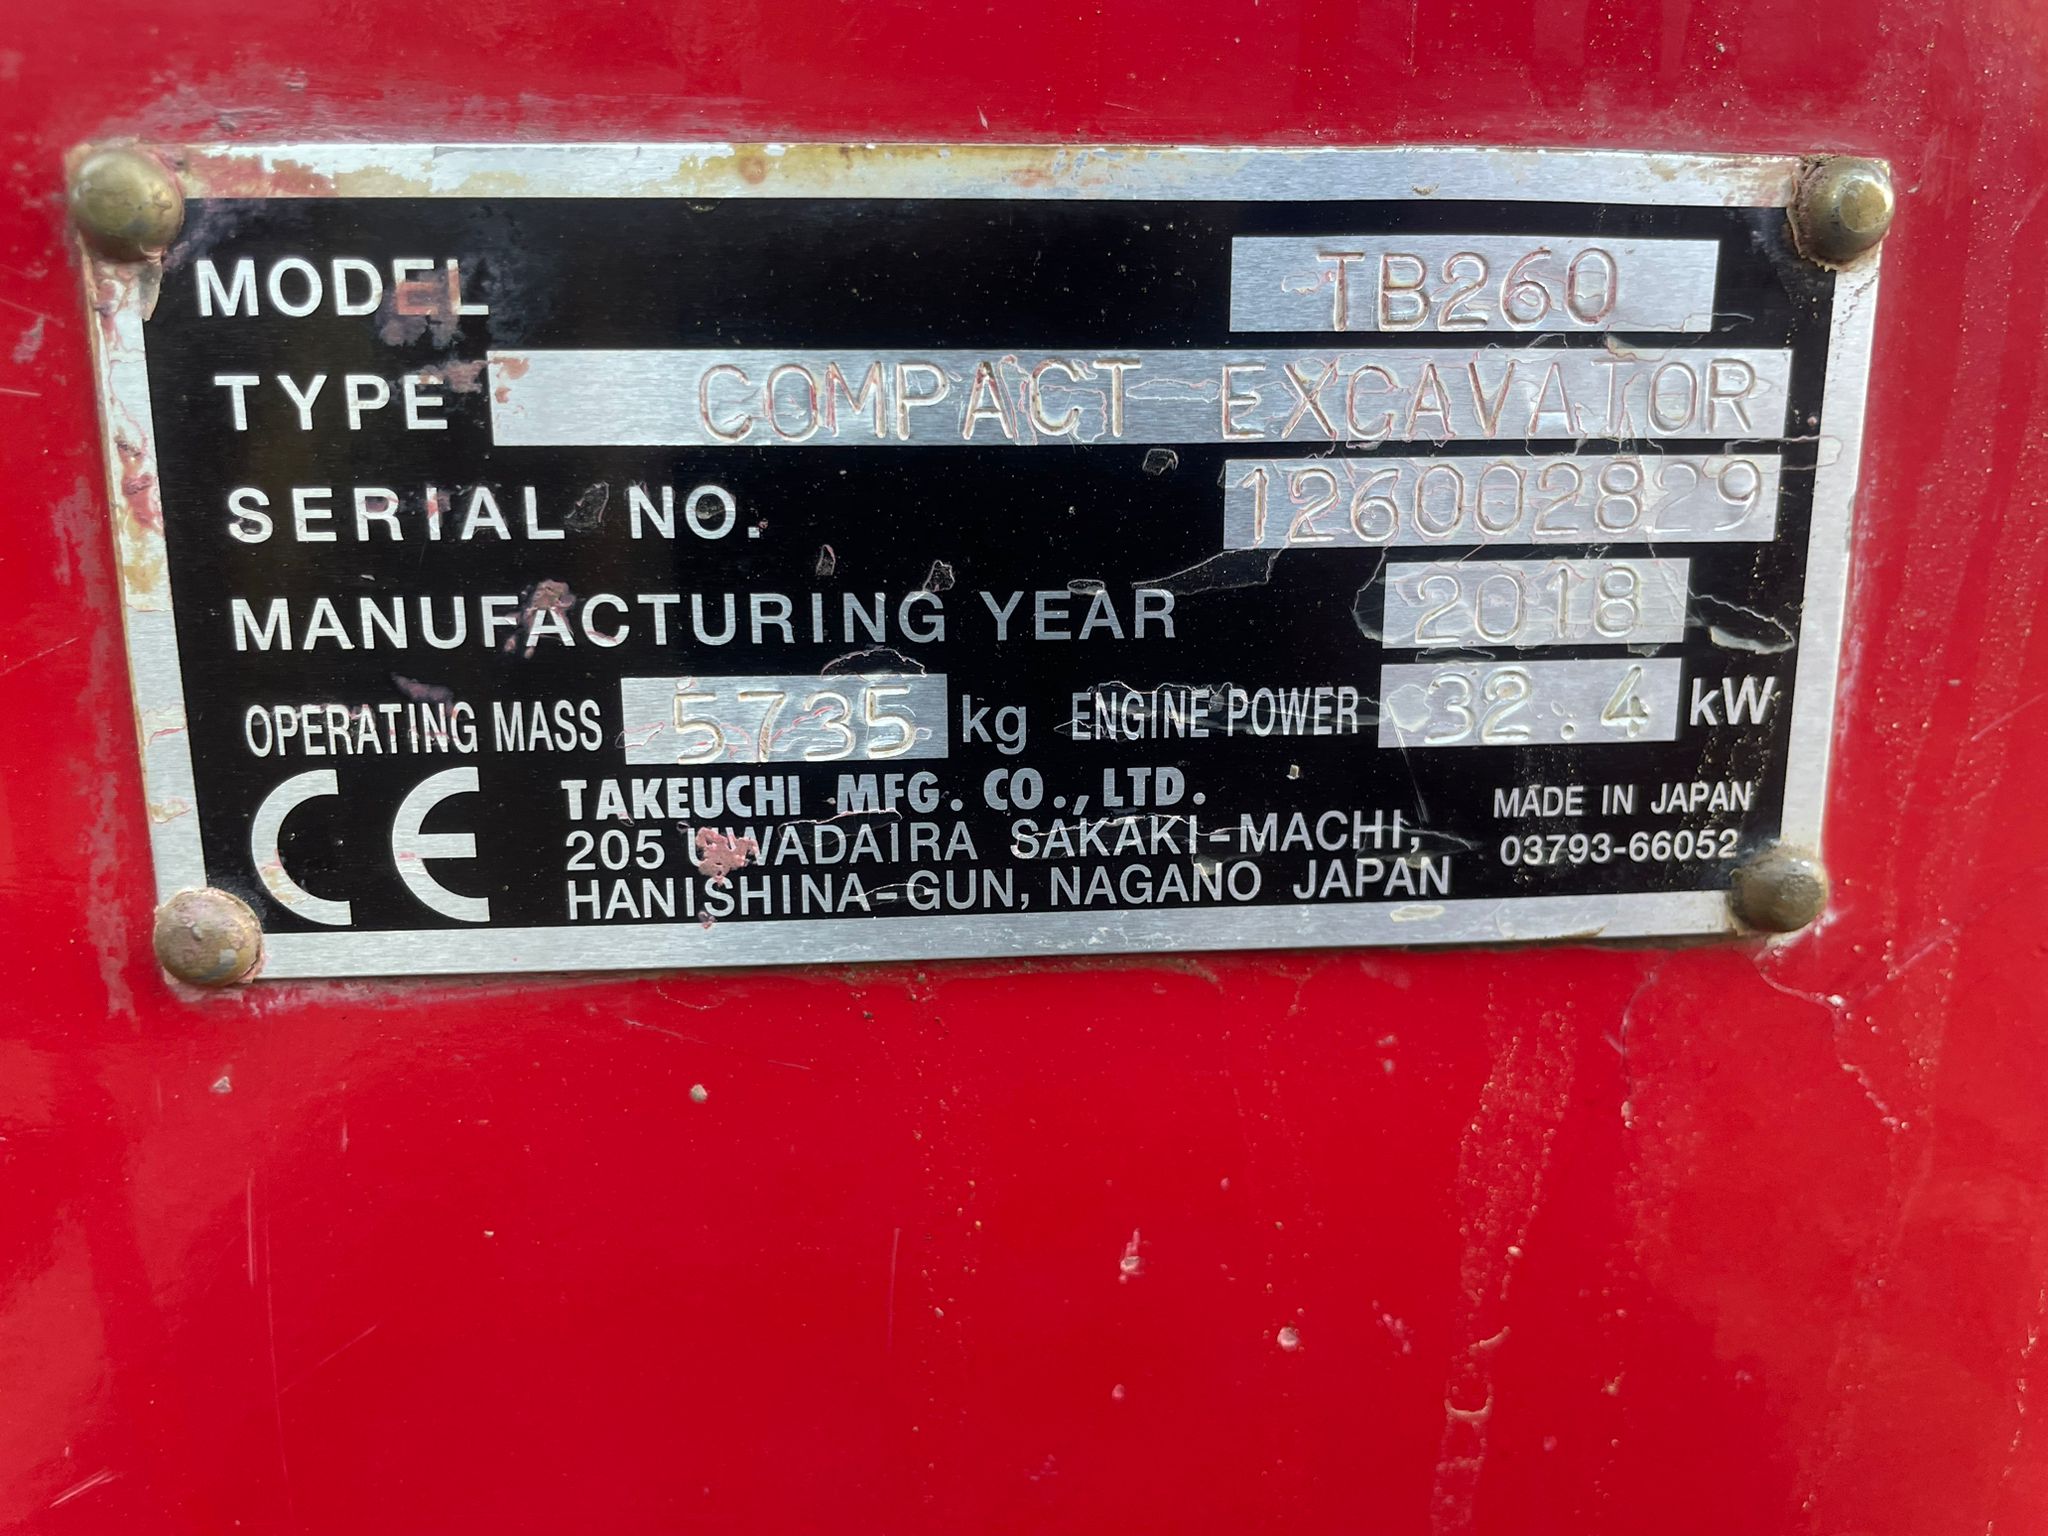 MODEL TB260
TYPE COMPACT EXCAVATOR
SERIAL NO. 126002829
MANUFACTURING YEAR 2018
OPERATING MASS 5735 kg ENGINE POWER 32.4 kW
CE
TAKEUCHI MFG. CO., LTD.
205 UWADAIRA SAKAKI-MACHI,
HANISHINA-GUN, NAGANO JAPAN
MADE IN JAPAN
03793-66052